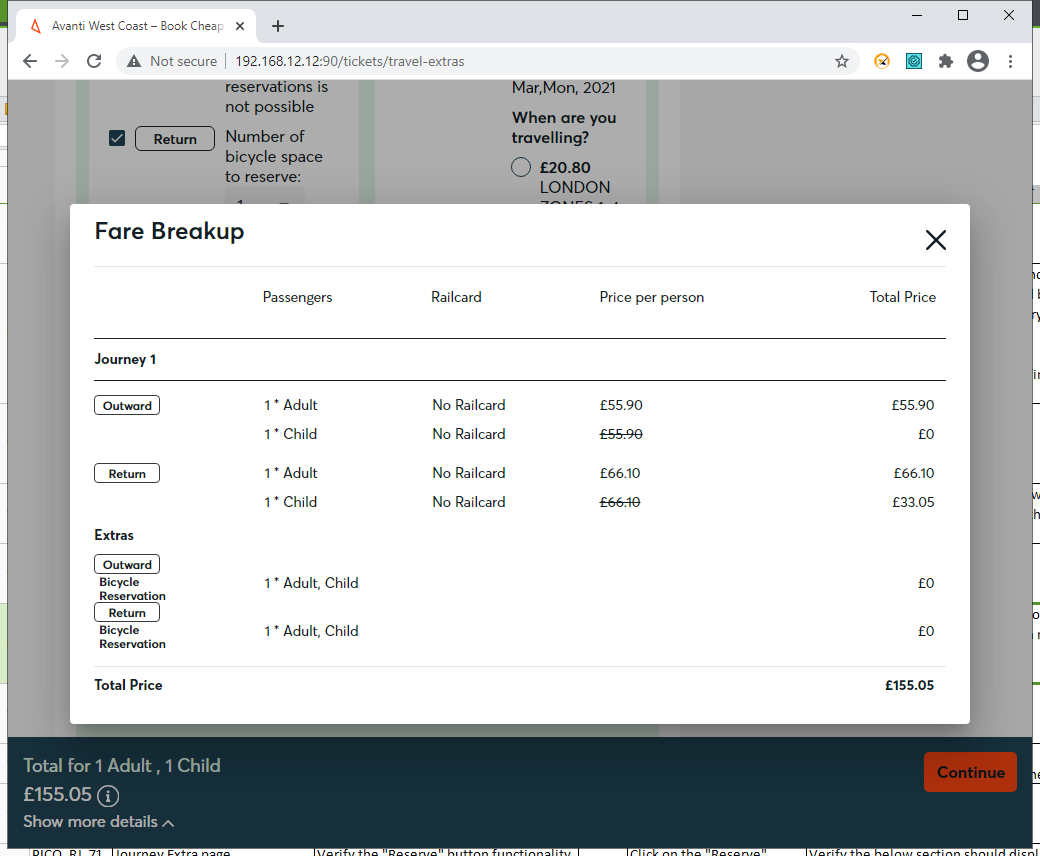 Avanti West Coast – Book Cheap
Not secure 192.168.12.12:90/tickets/travel-extras
reservations is
not possible
Return
Number of
bicycle space
to reserve:
Mar,Mon, 2021
When are you
travelling?
£20.80
LONDON
Fare Breakup
Passengers Railcard Price per person Total Price
Journey 1
Outward 1 * Adult No Railcard £55.90 £55.90
1 * Child No Railcard £55.90 £0
Return 1 * Adult No Railcard £66.10 £66.10
1 * Child No Railcard £66.10 £33.05
Extras
Outward
Bicycle
Reservation
1 * Adult, Child £0
Return
Bicycle
Reservation
1 * Adult, Child £0
Total Price £155.05
Total for 1 Adult , 1 Child
£155.05
Show more details
Continue
Journey Extra page Verify the "Reserve" button functionality Click on the "Reserve" Verify the below section should displ